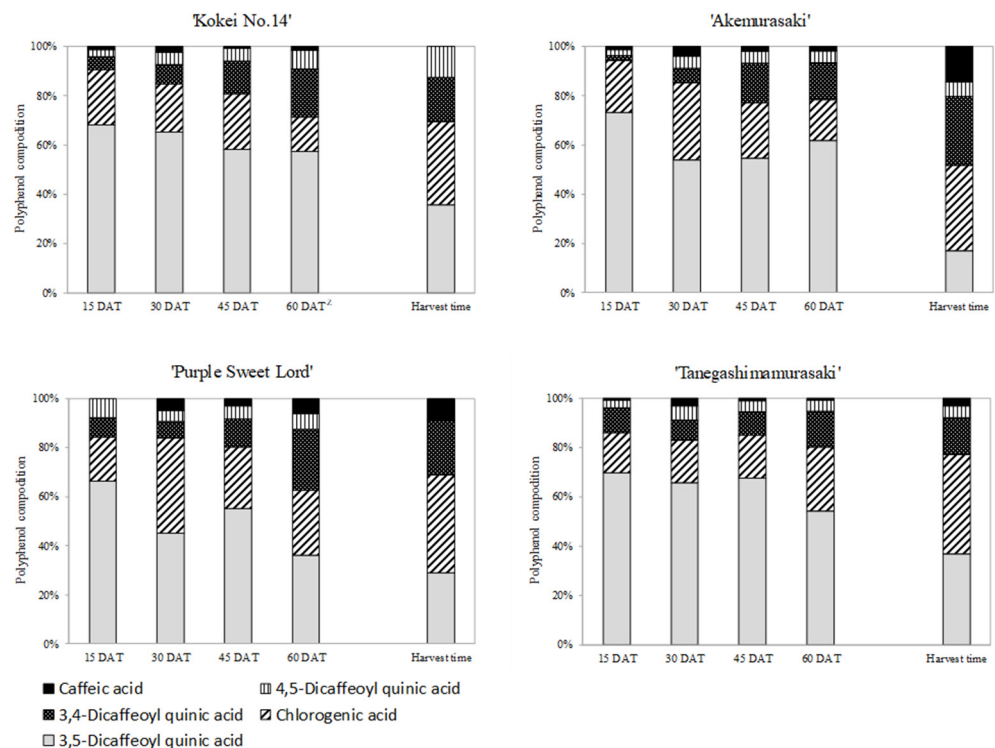 'Kokei No.14'
Polyphenol compodition
100%
80%
60%
40%
20%
0%
15 DAT 30 DAT 45 DAT 60 DATᶻ Harvest time
'Akemurasaki'
Polyphenol compodition
100%
80%
60%
40%
20%
0%
15 DAT 30 DAT 45 DAT 60 DAT Harvest time
'Purple Sweet Lord'
Polyphenol compodition
100%
80%
60%
40%
20%
0%
15 DAT 30 DAT 45 DAT 60 DAT Harvest time
'Tanegashimamurasaki'
Polyphenol compodition
100%
80%
60%
40%
20%
0%
15 DAT 30 DAT 45 DAT 60 DAT Harvest time
Caffeic acid 4,5-Dicaffeoyl quinic acid
3,4-Dicaffeoyl quinic acid Chlorogenic acid
3,5-Dicaffeoyl quinic acid